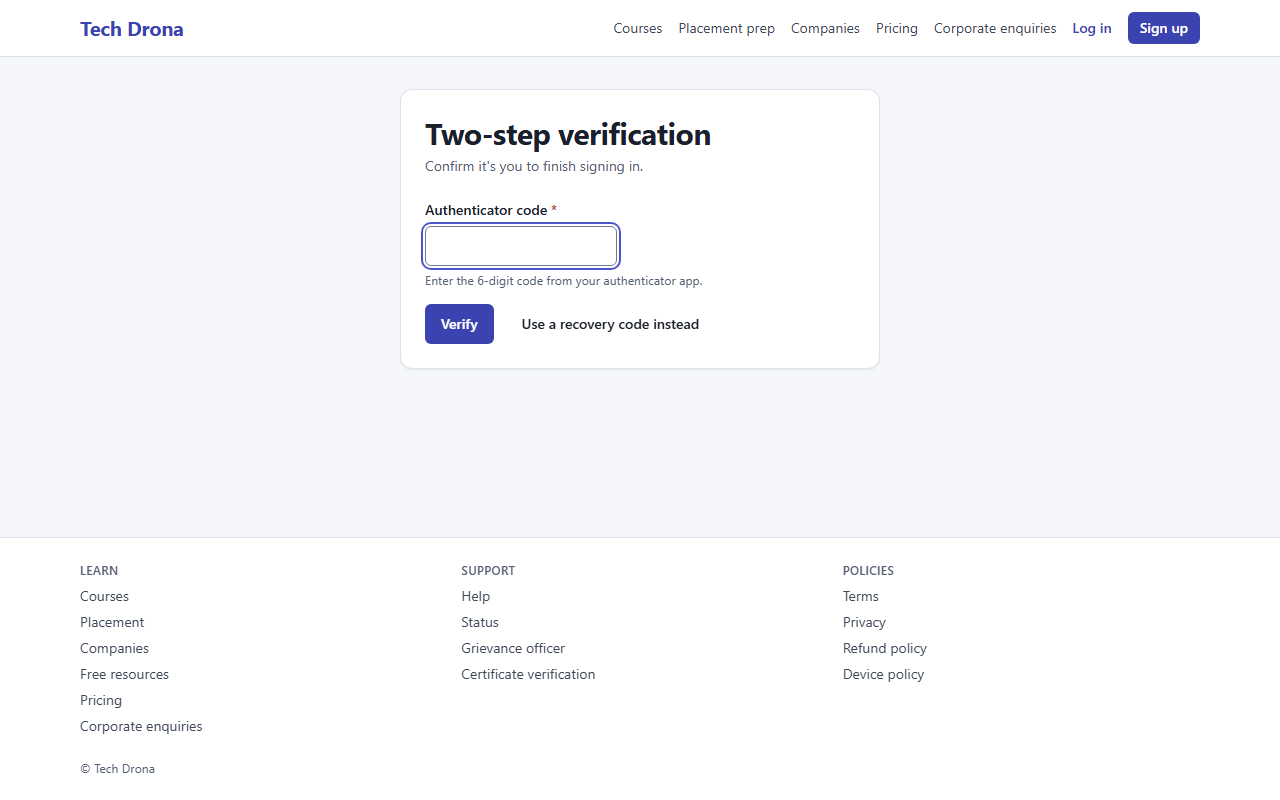 Tech Drona
Courses Placement prep Companies Pricing Corporate enquiries Log in Sign up
Two-step verification
Confirm it's you to finish signing in.
Authenticator code *
Enter the 6-digit code from your authenticator app.
Verify Use a recovery code instead
LEARN
Courses
Placement
Companies
Free resources
Pricing
Corporate enquiries
SUPPORT
Help
Status
Grievance officer
Certificate verification
POLICIES
Terms
Privacy
Refund policy
Device policy
© Tech Drona